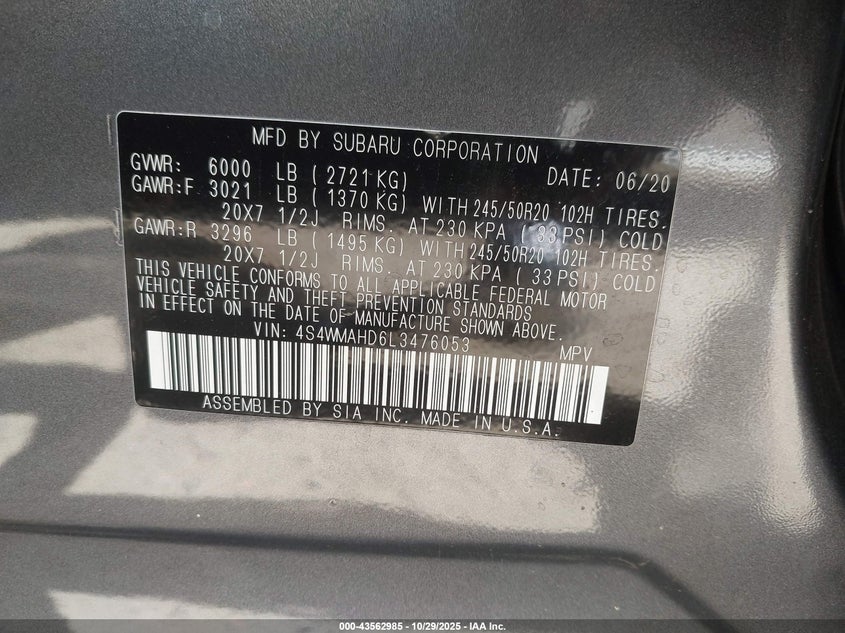 MFD BY SUBARU CORPORATION
GVWR: 6000 LB ( 2721 KG) DATE: 06/20
GAWR:F 3021 LB ( 1370 KG) WITH 245/50R20 102H TIRES.
20X7 1/2J RIMS. AT 230 KPA ( 33 PSI) COLD
GAWR:R 3296 LB ( 1495 KG) WITH 245/50R20 102H TIRES.
20X7 1/2J RIMS. AT 230 KPA ( 33 PSI) COLD
THIS VEHICLE CONFORMS TO ALL APPLICABLE FEDERAL MOTOR
VEHICLE SAFETY AND THEFT PREVENTION STANDARDS
IN EFFECT ON THE DATE OF MANUFACTURE SHOWN ABOVE.
VIN: 4S4WMAHD6L3476053 MPV
ASSEMBLED BY SIA INC. MADE IN U.S.A.
000-43562985 - 10/29/2025 - IAA Inc.